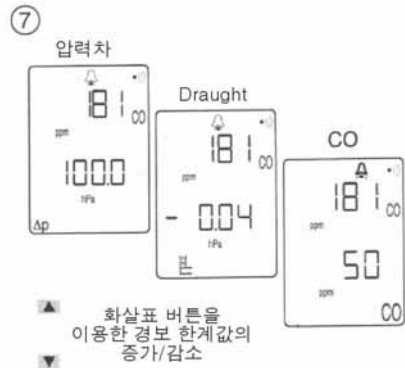 ⑦
압력차
181
CO
ppm
100.0
hPa
Δp
Draught
181
CO
ppm
- 0.04
hPa
CO
181
CO
ppm
50
ppm
CO
화살표 버튼을
이용한 경보 한계값의
증가/감소